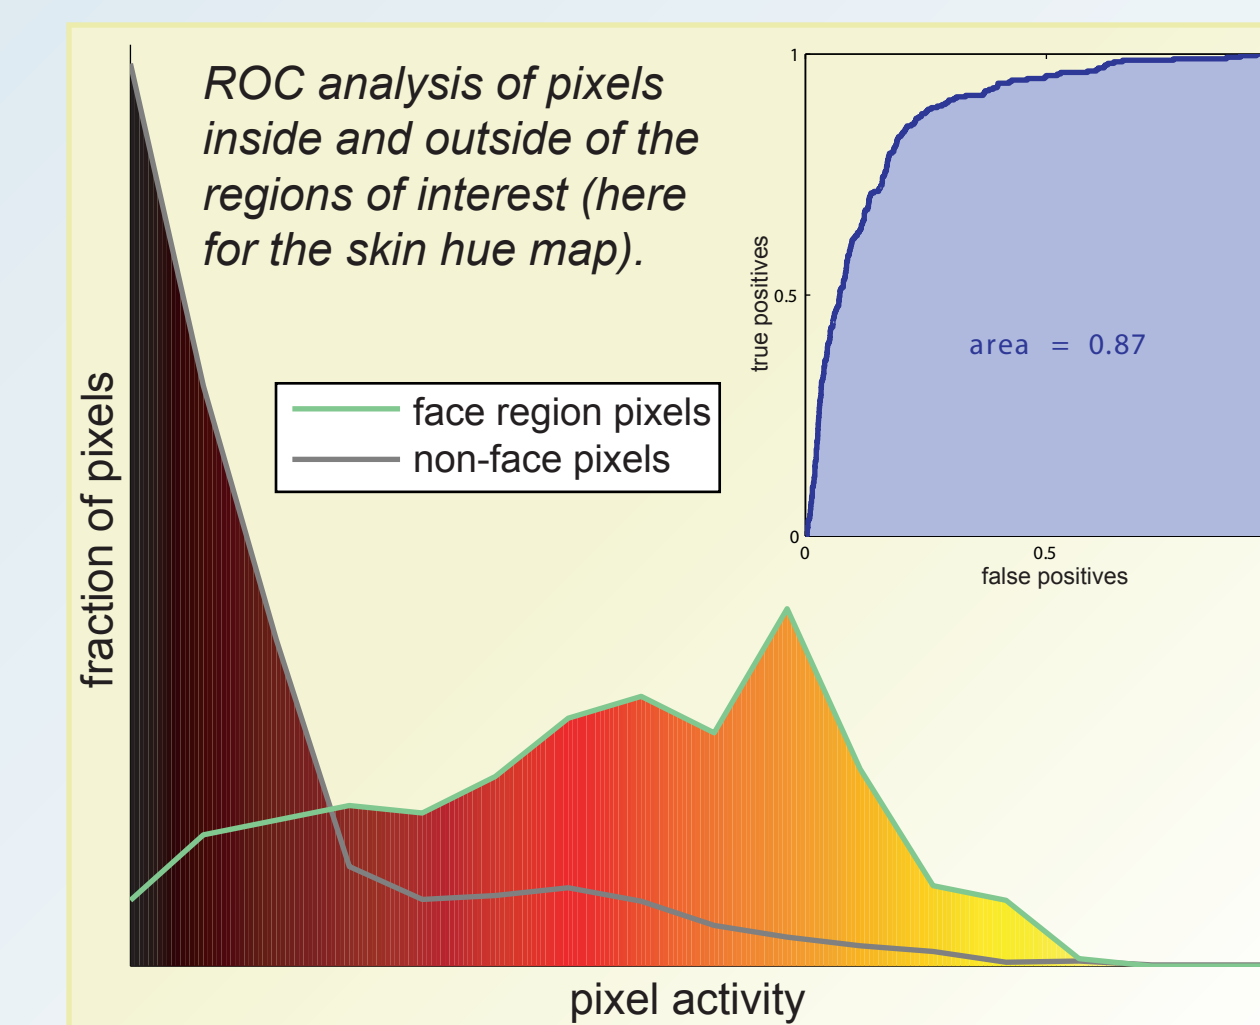 ROC analysis of pixels
inside and outside of the
regions of interest (here
for the skin hue map).
face region pixels
non-face pixels
fraction of pixels
pixel activity
1
0.5
0
true positives
area = 0.87
0
0.5
false positives